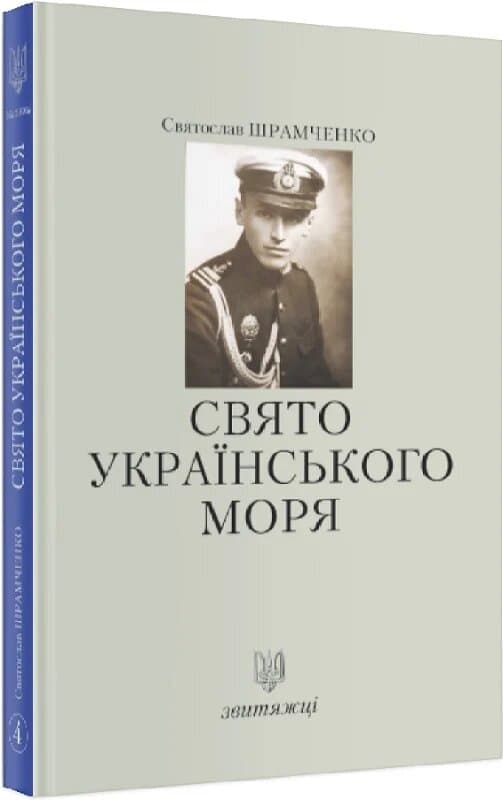 Святослав ШРАМЧЕНКО
СВЯТО
УКРАЇНСЬКОГО
МОРЯ
звитяжці
СВЯТО УКРАЇНСЬКОГО МОРЯ
Святослав ШРАМЧЕНКО
4